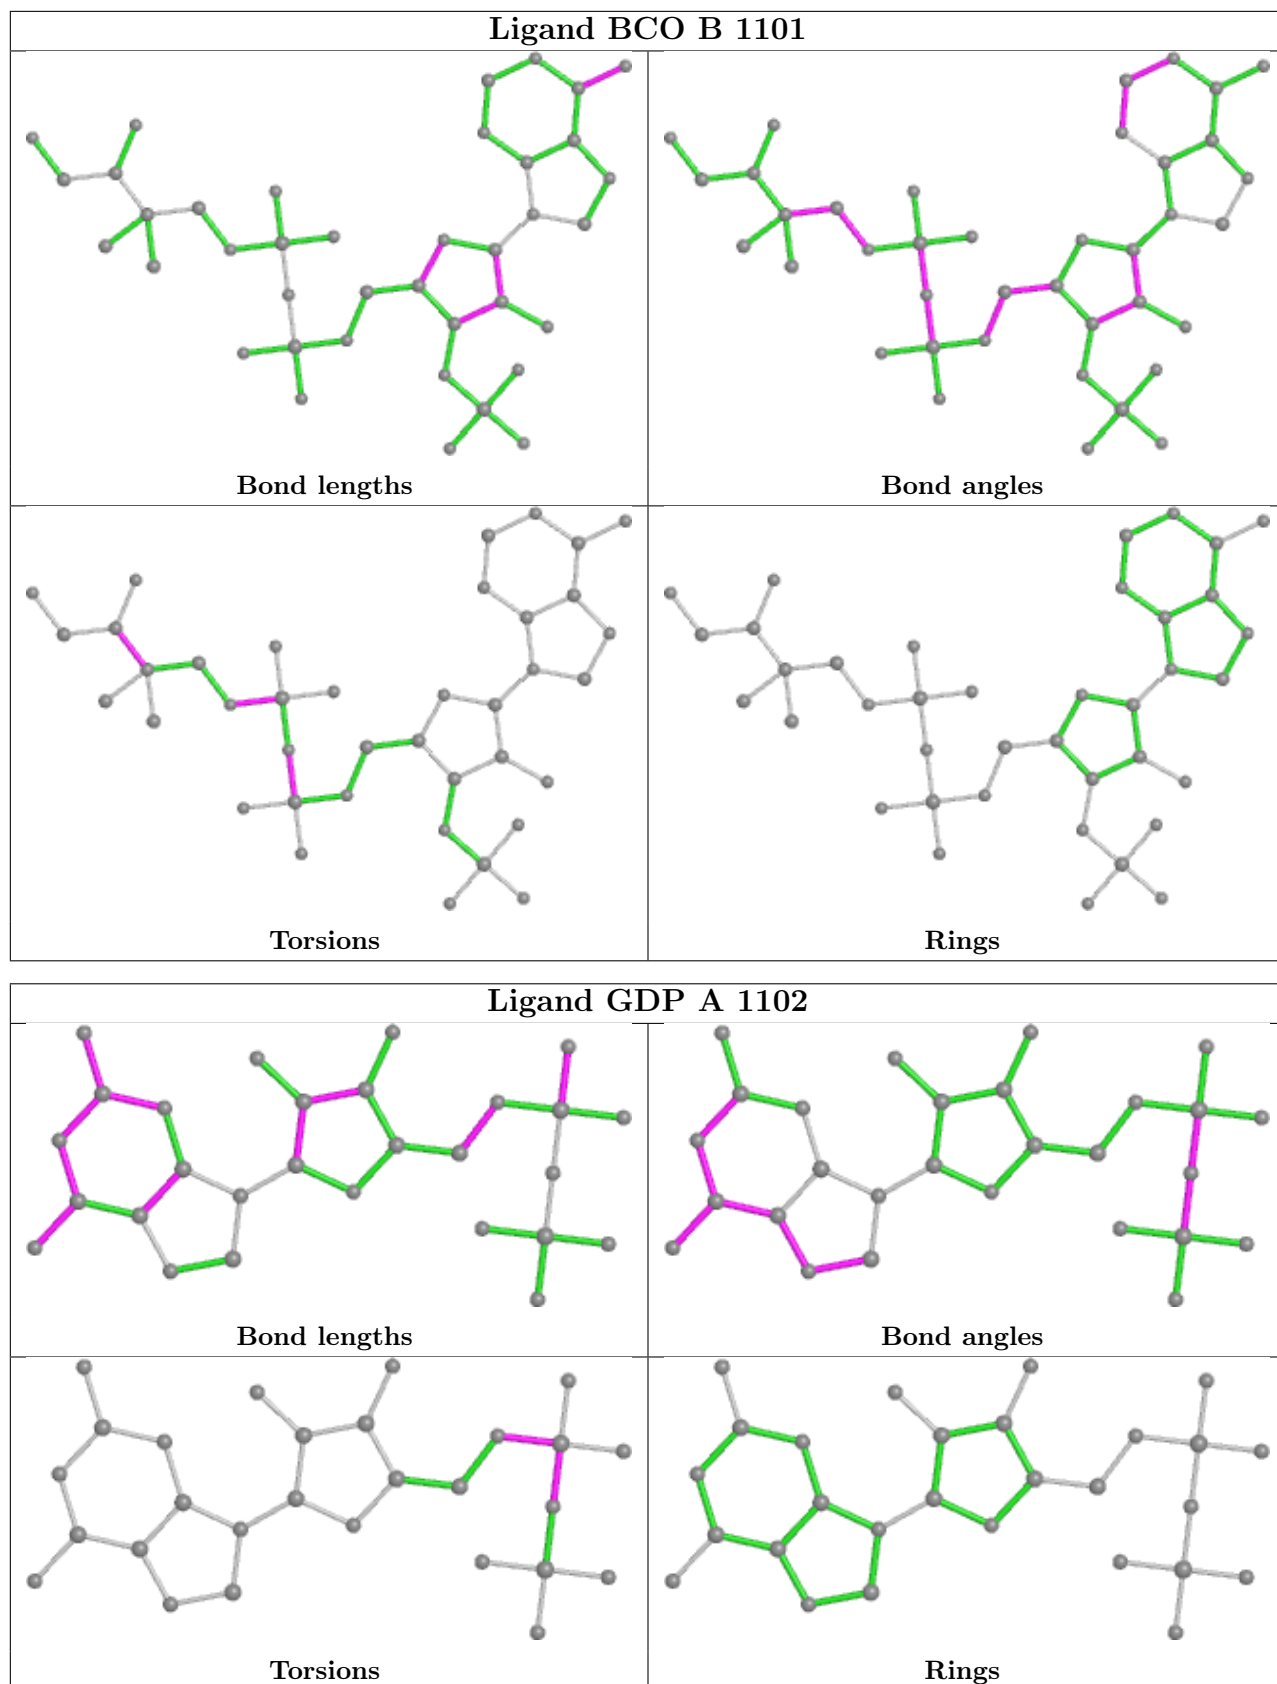 Ligand BCO B 1101
Bond lengths
Bond angles
Torsions
Rings
Ligand GDP A 1102
Bond lengths
Bond angles
Torsions
Rings